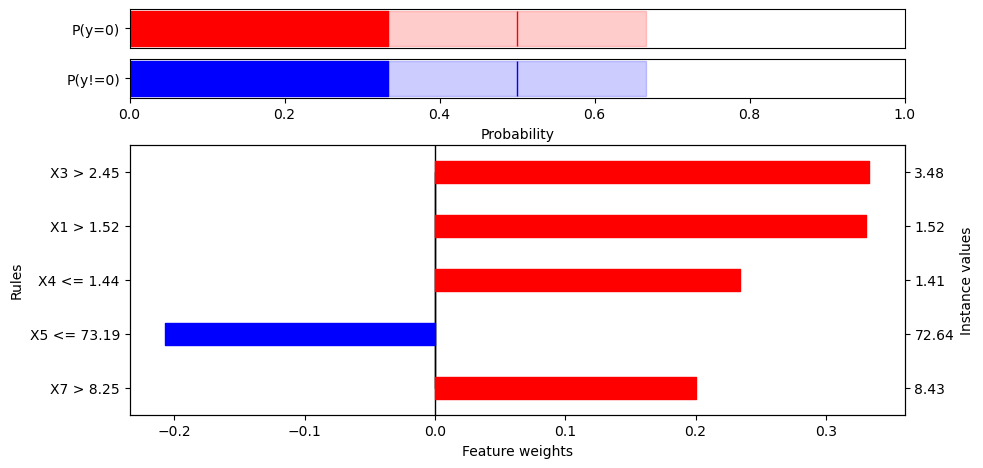 P(y=0)
P(y!=0)
0.0 0.2 0.4 0.6 0.8 1.0
Probability
X3 > 2.45 3.48
X1 > 1.52 1.52
X4 <= 1.44 1.41
X5 <= 73.19 72.64
X7 > 8.25 8.43
Rules
Instance values
−0.2 −0.1 0.0 0.1 0.2 0.3
Feature weights